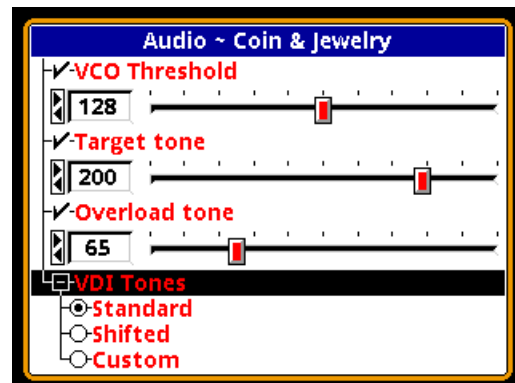 Audio ~ Coin & Jewelry
VCO Threshold
128
Target tone
200
Overload tone
65
VDI Tones
Standard
Shifted
Custom